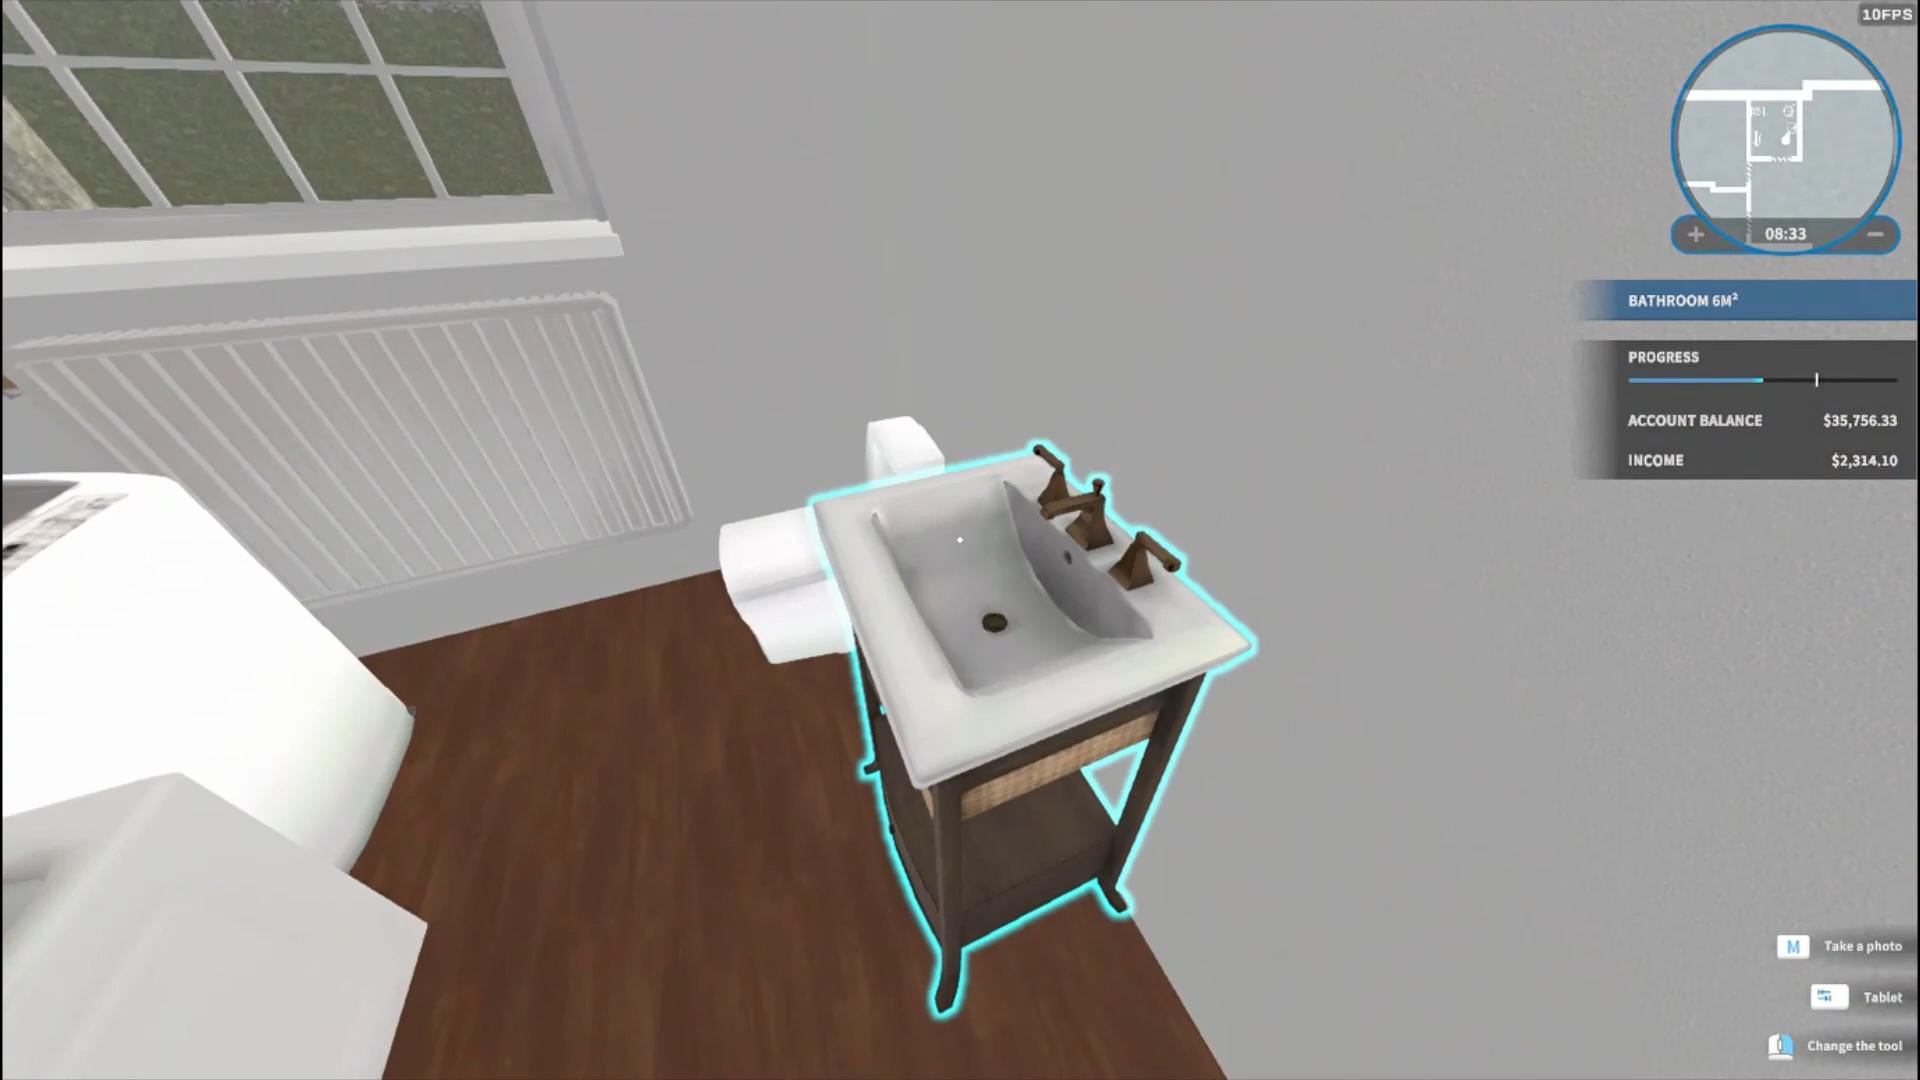 10FPS
+ 08:33 −
BATHROOM 6M²
PROGRESS
ACCOUNT BALANCE $35,756.33
INCOME $2,314.10
M Take a photo
Tablet
Change the tool